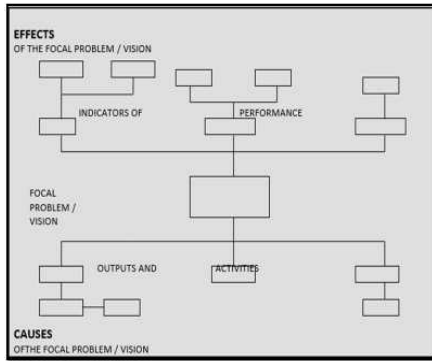 EFFECTS
OF THE FOCAL PROBLEM / VISION
INDICATORS OF PERFORMANCE
FOCAL
PROBLEM /
VISION
OUTPUTS AND ACTIVITIES
CAUSES
OFTHE FOCAL PROBLEM / VISION